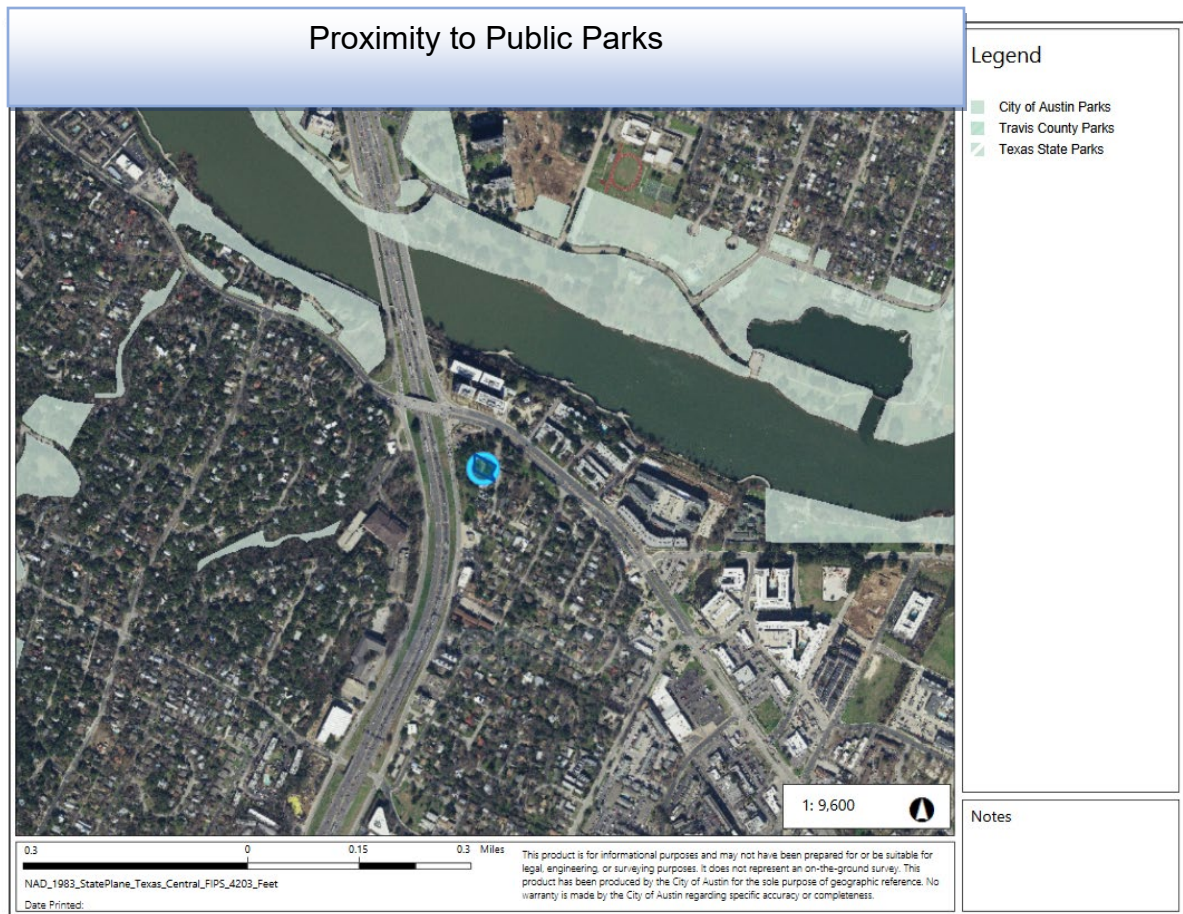 Proximity to Public Parks
Legend
City of Austin Parks
Travis County Parks
Texas State Parks
1: 9,600
Notes
0.3 0 0.15 0.3 Miles
NAD_1983_StatePlane_Texas_Central_FIPS_4203_Feet
Date Printed:
This product is for informational purposes and may not have been prepared for or be suitable for
legal, engineering, or surveying purposes. It does not represent an on-the-ground survey. This
product has been produced by the City of Austin for the sole purpose of geographic reference. No
warranty is made by the City of Austin regarding specific accuracy or completeness.